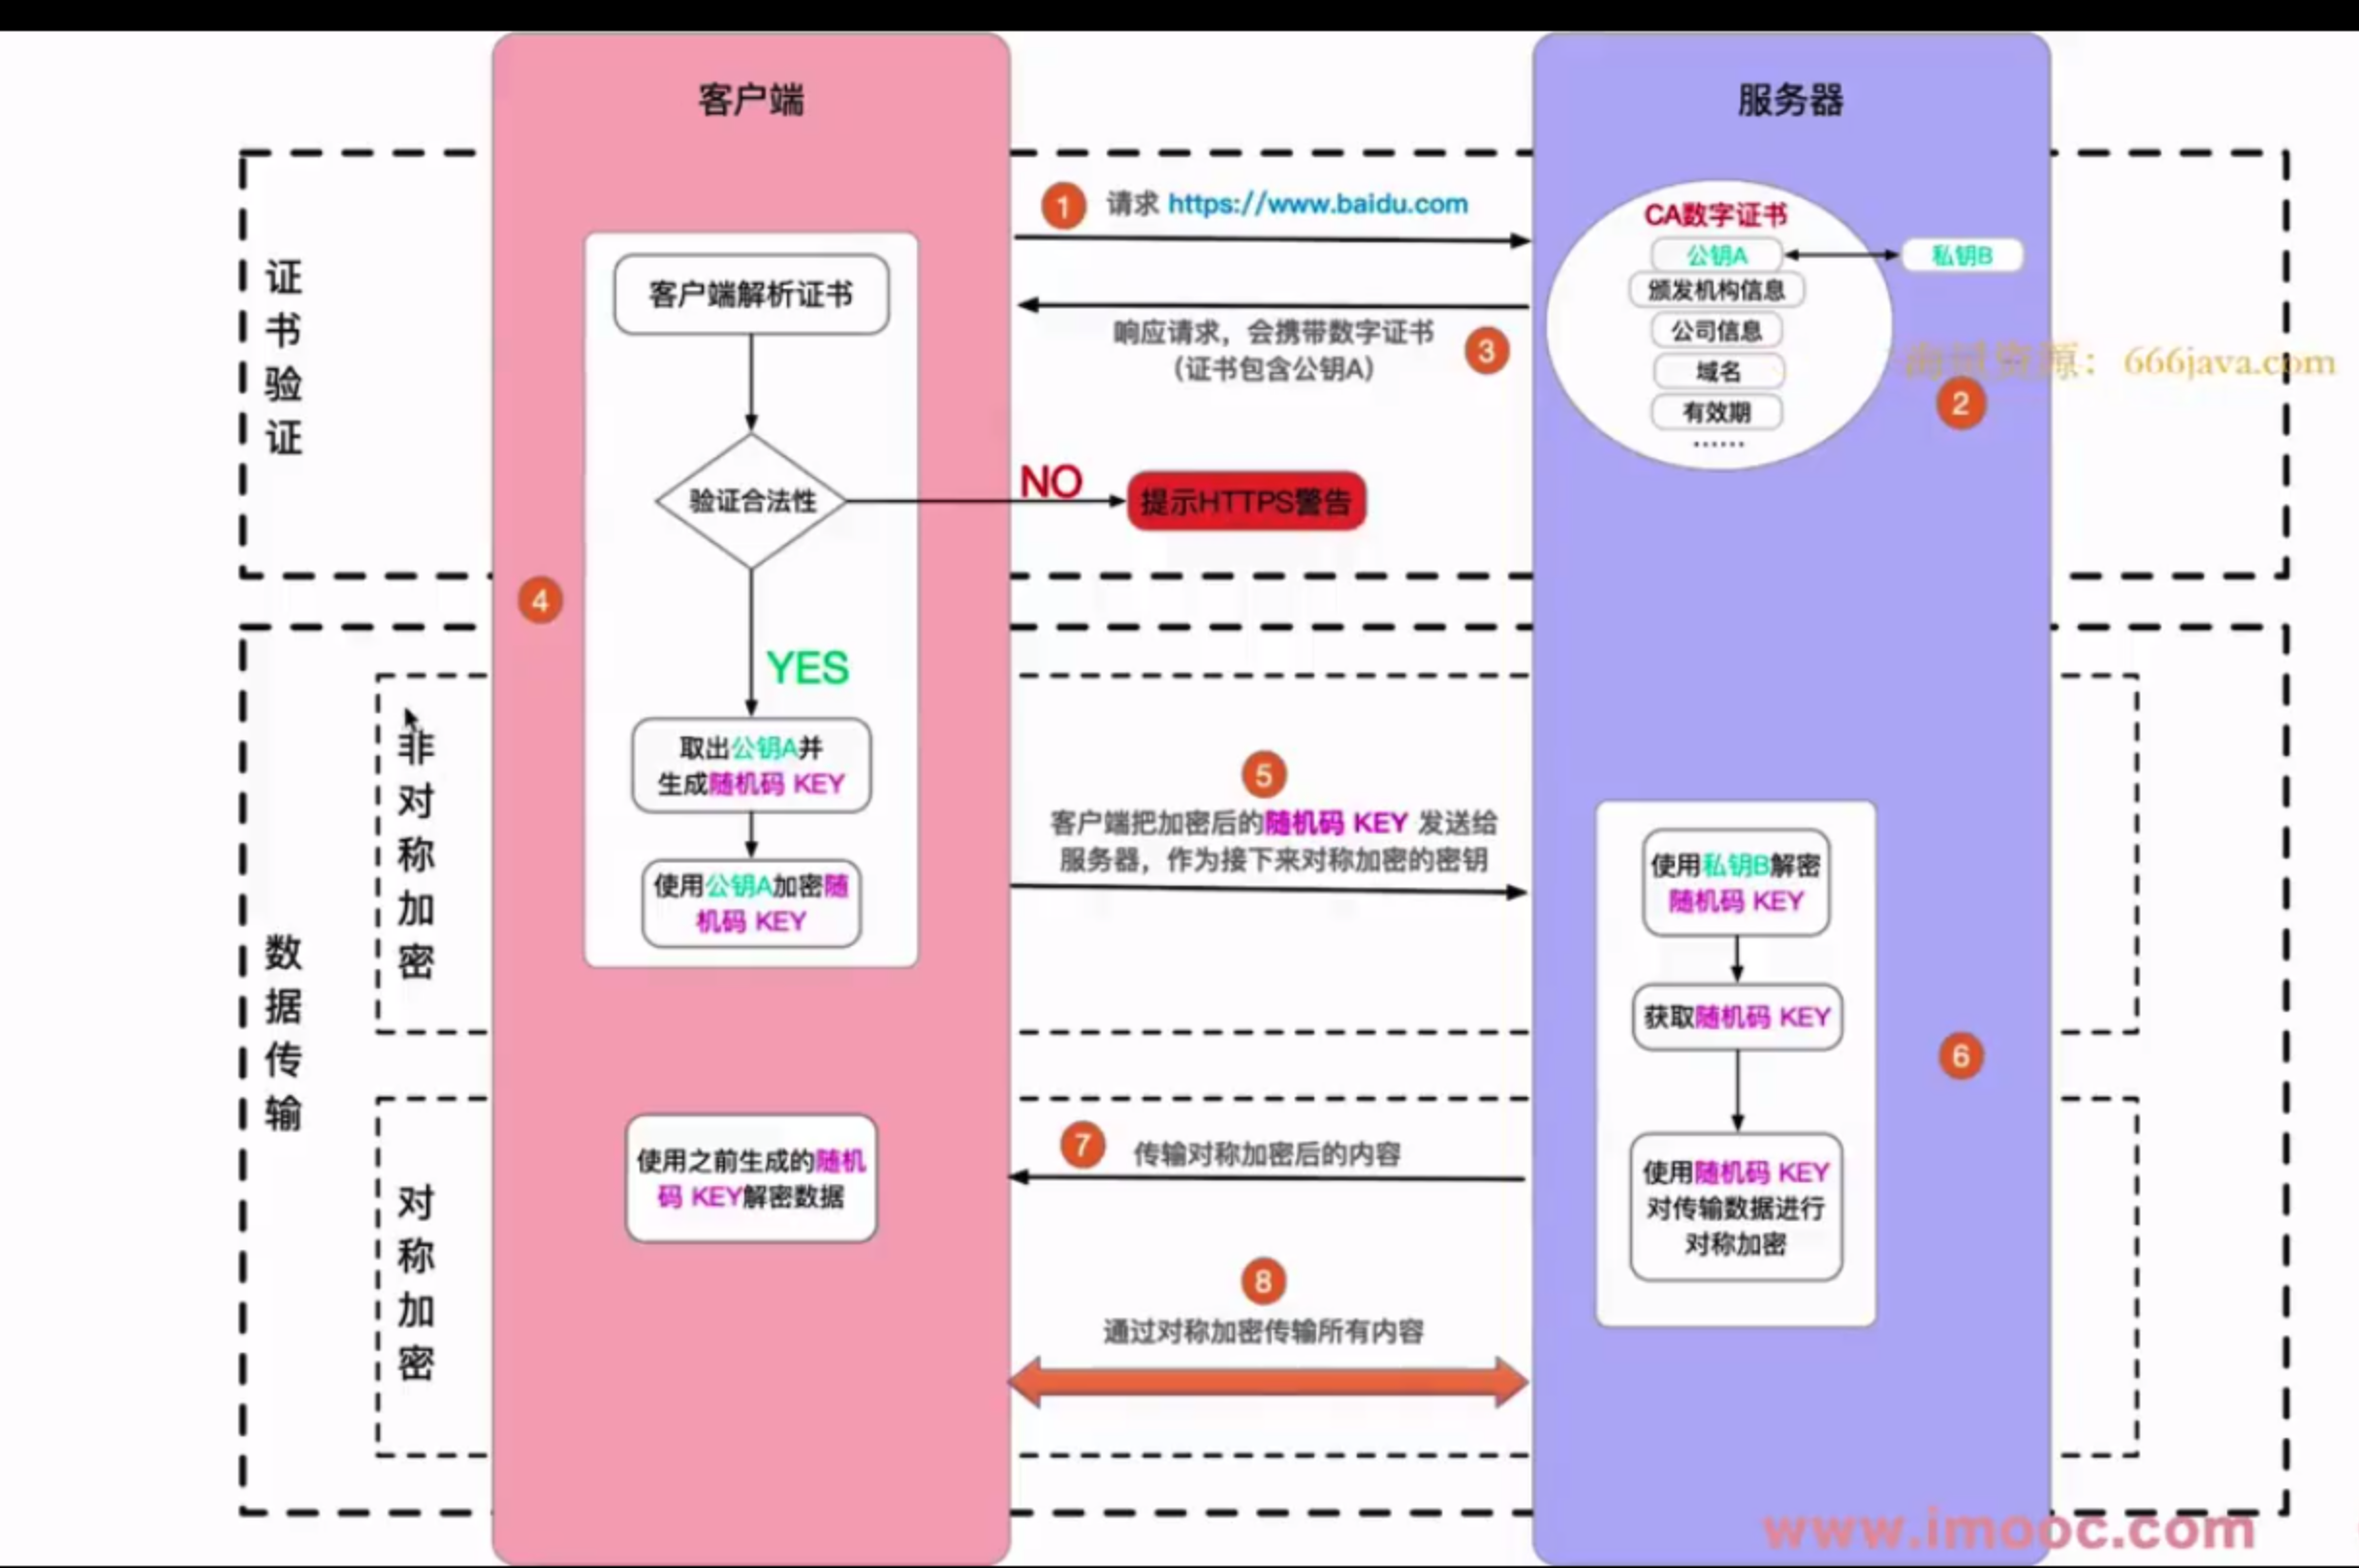 客户端
服务器
证书验证
1
请求 https://www.baidu.com
CA数字证书
公钥A
私钥B
颁发机构信息
公司信息
域名
有效期
......
2
666java.com
响应请求，会携带数字证书
（证书包含公钥A）
3
客户端解析证书
验证合法性
NO
提示HTTPS警告
4
YES
数据传输
非对称加密
取出公钥A并
生成随机码 KEY
使用公钥A加密随
机码 KEY
5
客户端把加密后的随机码 KEY 发送给
服务器，作为接下来对称加密的密钥
使用私钥B解密
随机码 KEY
获取随机码 KEY
6
使用随机码 KEY
对传输数据进行
对称加密
对称加密
7
传输对称加密后的内容
使用之前生成的随机
码 KEY解密数据
8
通过对称加密传输所有内容
www.imooc.com